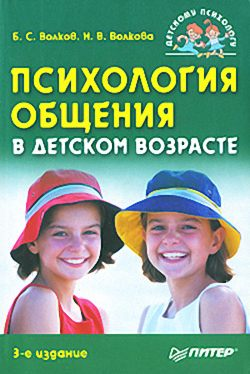 Б. С. Волков, Н. В. Волкова
ДЕТСКОМУ ПСИХОЛОГУ
ПСИХОЛОГИЯ
ОБЩЕНИЯ
В ДЕТСКОМ ВОЗРАСТЕ
3-е издание
ПИТЕР